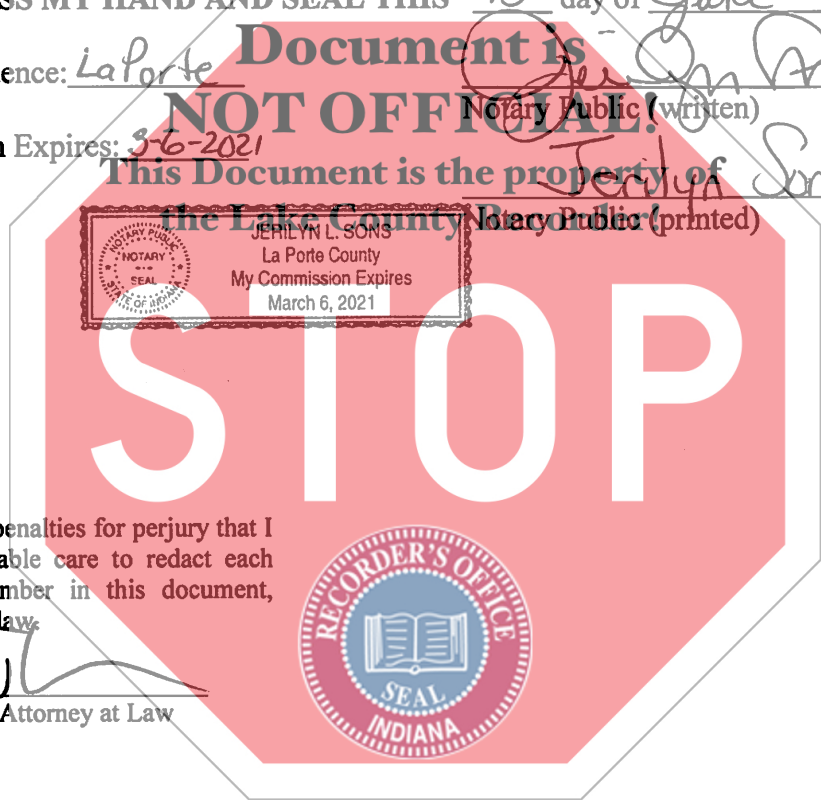 SS MY HAND AND SEAL THIS day of
Document is
ence: LaPorte
NOT OFFICIAL!
Notary Public (written)
n Expires: 3-6-2021
This Document is the property of
Jerilyn Son
the Lake County Recorder!
Notary Public (printed)
JERILYN L. SONS
NOTARY PUBLIC
NOTARY
SEAL
STATE OF INDIANA
La Porte County
My Commission Expires
March 6, 2021
STOP
penalties for perjury that I
able care to redact each
mber in this document,
law.
RECORDER'S OFFICE
SEAL
INDIANA
Attorney at Law